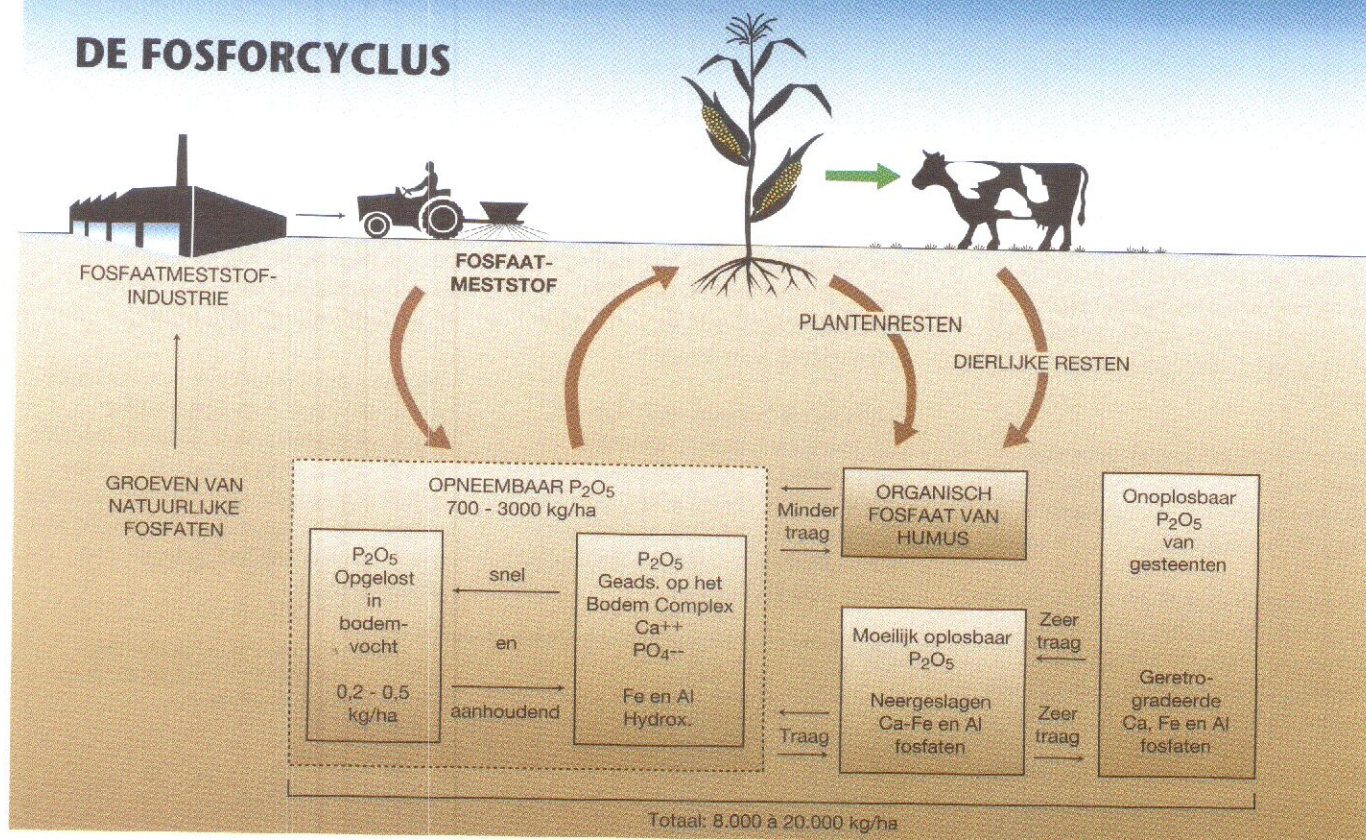 DE FOSFORCYCLUS
FOSFAATMESTSTOF-
INDUSTRIE
FOSFAAT-
MESTSTOF
PLANTENRESTEN
DIERLIJKE RESTEN
GROEVEN VAN
NATUURLIJKE
FOSFATEN
OPNEEMBAAR P₂O₅
700 - 3000 kg/ha
P₂O₅
Opgelost
in
bodem-
vocht
0,2 - 0,5
kg/ha
snel
en
aanhoudend
P₂O₅
Geads. op het
Bodem Complex
Ca++
PO₄--
Fe en Al
Hydrox.
Minder
traag
Traag
ORGANISCH
FOSFAAT VAN
HUMUS
Moeilijk oplosbaar
P₂O₅
Neergeslagen
Ca-Fe en Al
fosfaten
Zeer
traag
Zeer
traag
Onoplosbaar
P₂O₅
van
gesteenten
Geretro-
gradeerde
Ca, Fe en Al
fosfaten
Totaal: 8.000 à 20.000 kg/ha